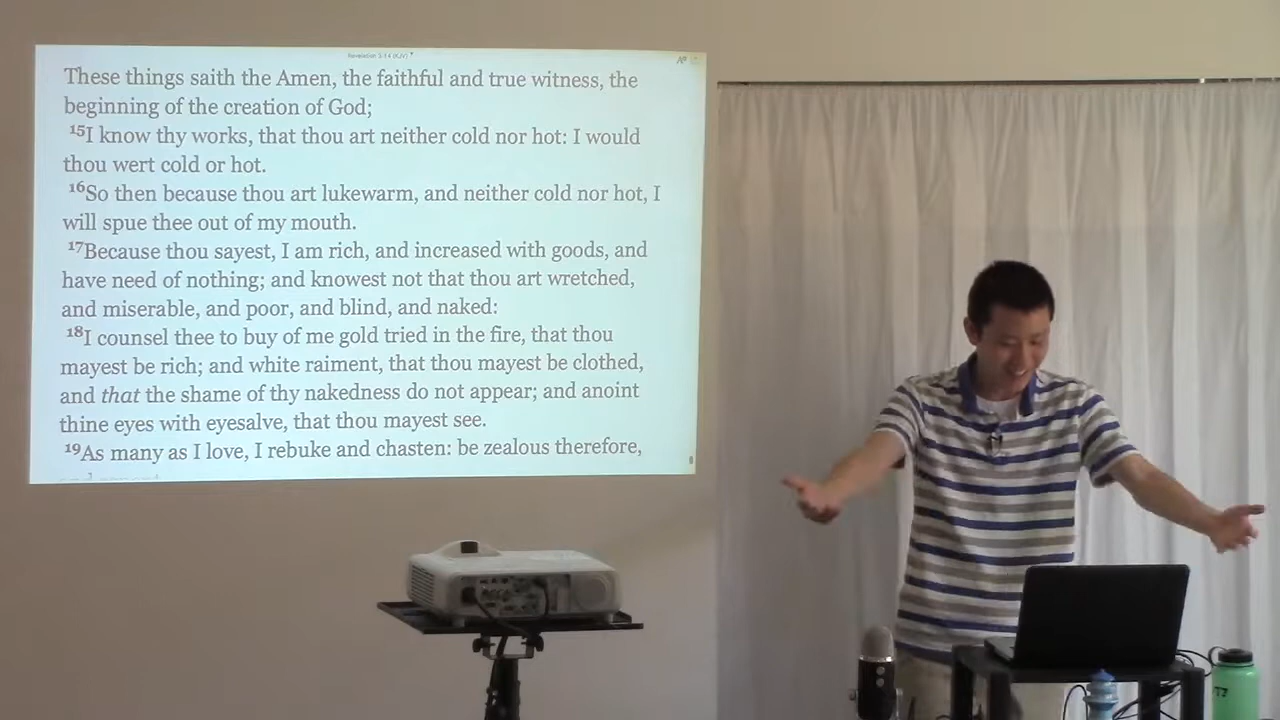 Revelation 3:14 (KJV)
These things saith the Amen, the faithful and true witness, the
beginning of the creation of God;
15I know thy works, that thou art neither cold nor hot: I would
thou wert cold or hot.
16So then because thou art lukewarm, and neither cold nor hot, I
will spue thee out of my mouth.
17Because thou sayest, I am rich, and increased with goods, and
have need of nothing; and knowest not that thou art wretched,
and miserable, and poor, and blind, and naked:
18I counsel thee to buy of me gold tried in the fire, that thou
mayest be rich; and white raiment, that thou mayest be clothed,
and that the shame of thy nakedness do not appear; and anoint
thine eyes with eyesalve, that thou mayest see.
19As many as I love, I rebuke and chasten: be zealous therefore,